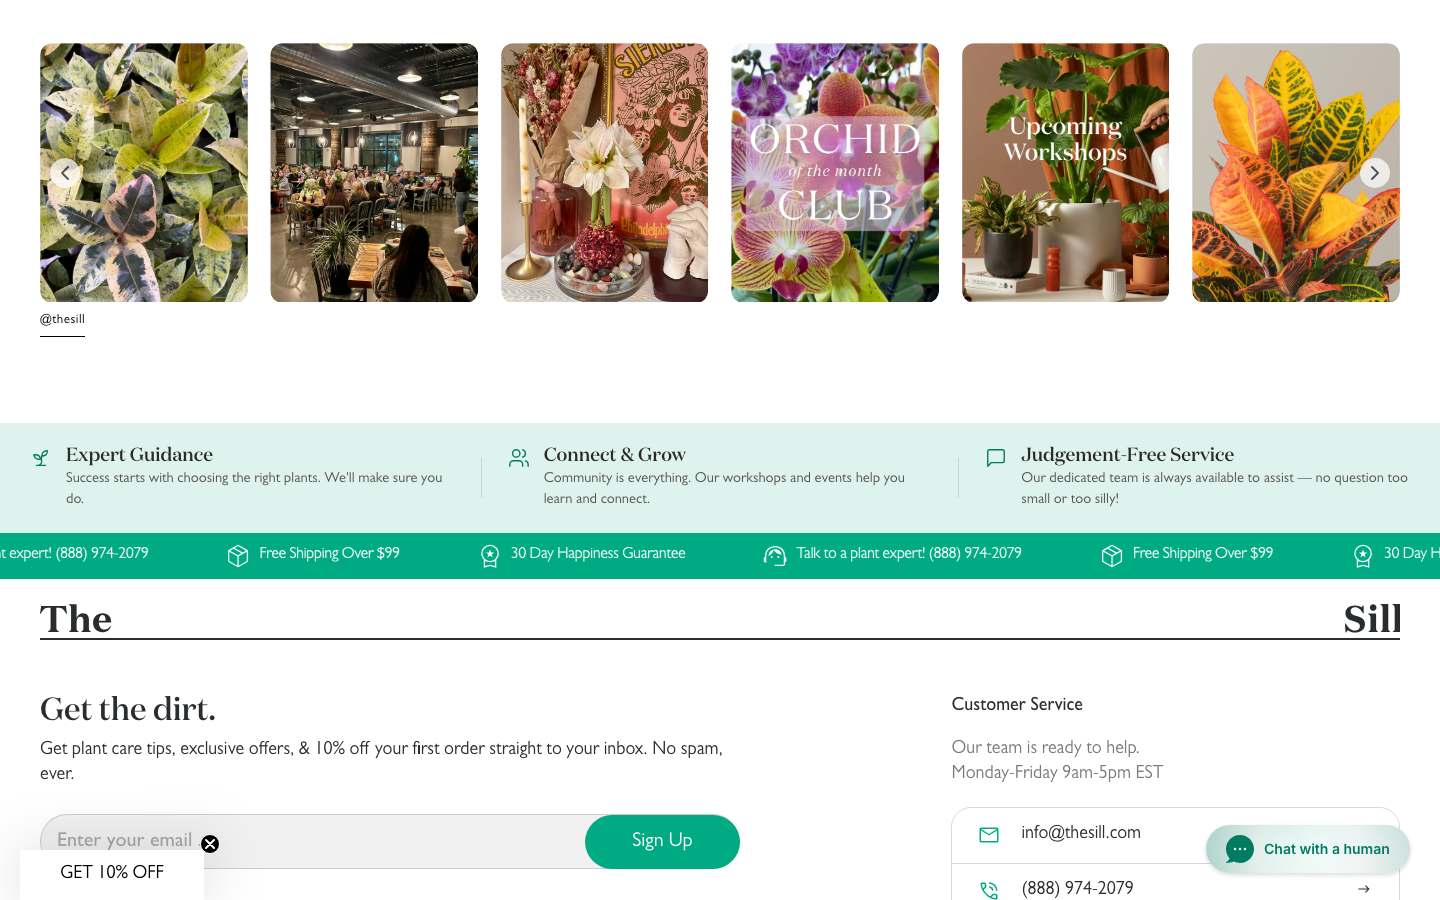 SIERRA
Philadelphia
ORCHID
of the month
CLUB
Upcoming
Workshops
@thesill
Expert Guidance
Success starts with choosing the right plants. We'll make sure you
do.
Connect & Grow
Community is everything. Our workshops and events help you
learn and connect.
Judgement-Free Service
Our dedicated team is always available to assist — no question too
small or too silly!
t expert! (888) 974-2079
Free Shipping Over $99
30 Day Happiness Guarantee
Talk to a plant expert! (888) 974-2079
Free Shipping Over $99
30 Day H
The Sill
Get the dirt.
Get plant care tips, exclusive offers, & 10% off your first order straight to your inbox. No spam,
ever.
Enter your email
Sign Up
GET 10% OFF
Customer Service
Our team is ready to help.
Monday-Friday 9am-5pm EST
info@thesill.com
Chat with a human
(888) 974-2079